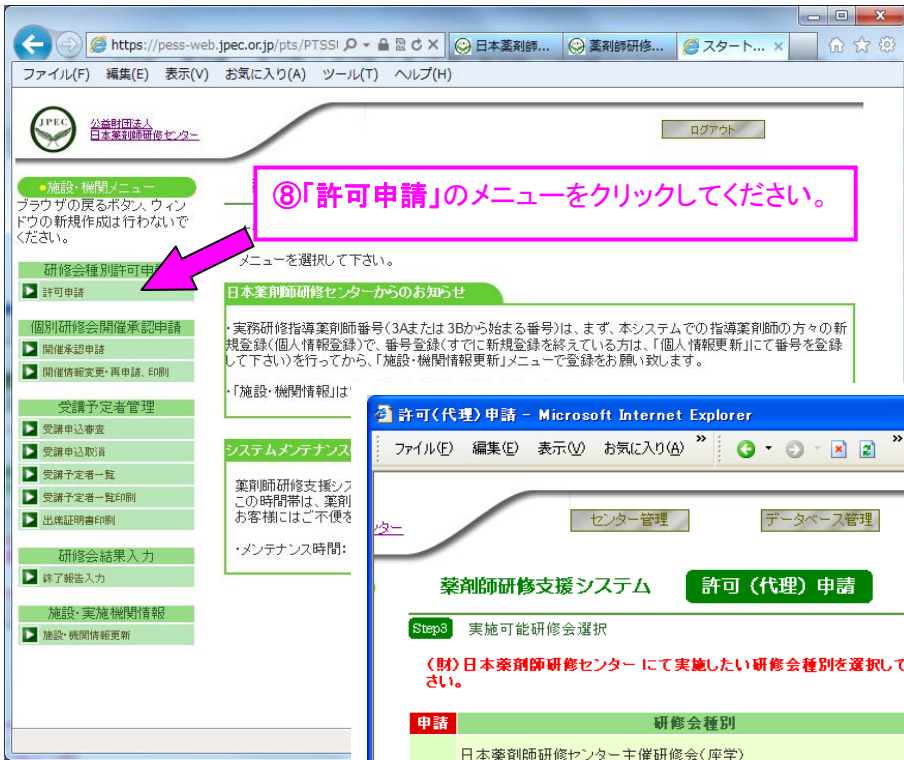 https://pess-web.jpec.or.jp/pts/PTSSI
日本薬剤師...
薬剤師研修...
スタート...
ファイル(F) 編集(E) 表示(V) お気に入り(A) ツール(T) ヘルプ(H)
JPEC
公益財団法人
日本薬剤師研修センター
ログアウト
⑧「許可申請」のメニューをクリックしてください。
●施設・機関メニュー
ブラウザの戻るボタン、ウィン
ドウの新規作成は行わないで
ください。
メニューを選択して下さい。
研修会種別許可申
許可申請
個別研修会開催承認申請
開催承認申請
開催情報変更・再申請、印刷
受講予定者管理
受講申込審査
受講申込取消
受講予定者一覧
受講予定者一覧印刷
出席証明書印刷
研修会結果入力
終了報告入力
施設・実施機関情報
施設・機関情報更新
日本薬剤師研修センターからのお知らせ
・実務研修指導薬剤師番号(3Aまたは3Bから始まる番号)は、まず、本システムでの指導薬剤師の方々の新
規登録(個人情報登録)で、番号登録(すでに新規登録を終えている方は、「個人情報更新」にて番号を登録
して下さい)を行ってから、「施設・機関情報更新」メニューで登録をお願い致します。
・「施設・機関情報」は
システムメンテナンス
薬剤師研修支援シス
この時間帯は、薬剤
お客様にはご不便を
・メンテナンス時間:
許可(代理)申請 - Microsoft Internet Explorer
ファイル(F) 編集(E) 表示(V) お気に入り(A) »
ンター
センター管理
データベース管理
薬剤師研修支援システム
許可(代理)申請
Step3 実施可能研修会選択
(財)日本薬剤師研修センター にて実施したい研修会種別を選択して
さい。
申請 研修会種別
日本薬剤師研修センター主催研修会(座学)